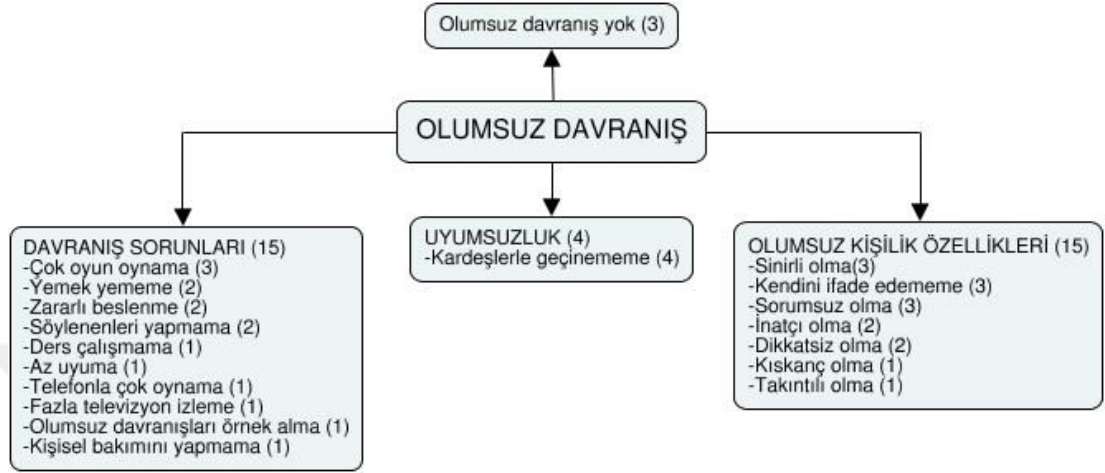 Olumsuz davranış yok (3)
OLUMSUZ DAVRANIŞ
DAVRANIŞ SORUNLARI (15)
-Çok oyun oynama (3)
-Yemek yememe (2)
-Zararlı beslenme (2)
-Söylenenleri yapmama (2)
-Ders çalışmama (1)
-Az uyuma (1)
-Telefonla çok oynama (1)
-Fazla televizyon izleme (1)
-Olumsuz davranışları örnek alma (1)
-Kişisel bakımını yapmama (1)
UYUMSUZLUK (4)
-Kardeşlerle geçinememe (4)
OLUMSUZ KİŞİLİK ÖZELLİKLERİ (15)
-Sinirli olma(3)
-Kendini ifade edememe (3)
-Sorumsuz olma (3)
-İnatçı olma (2)
-Dikkatsiz olma (2)
-Kıskanç olma (1)
-Takıntılı olma (1)